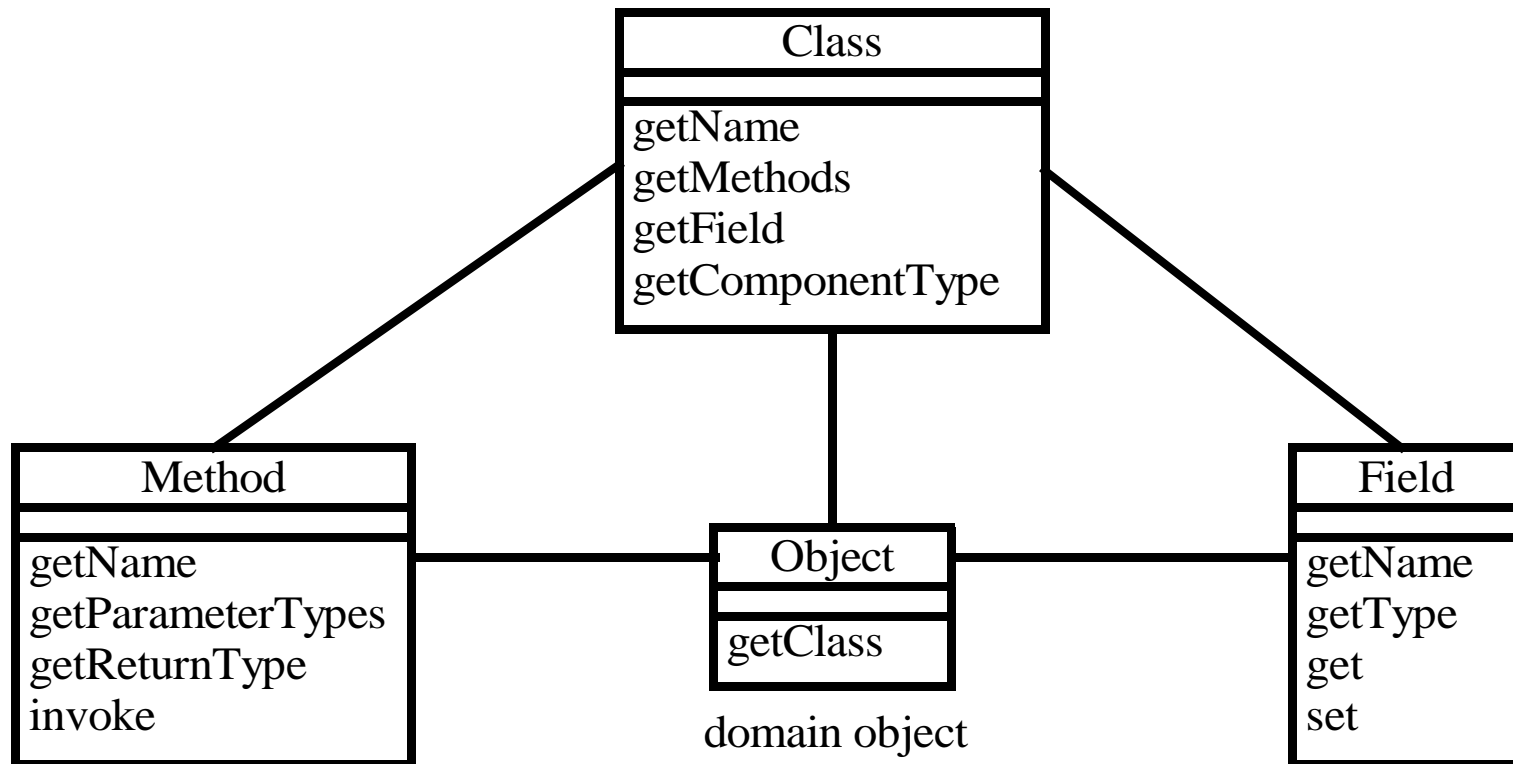 Class
getName
getMethods
getField
getComponentType
Method
getName
getParameterTypes
getReturnType
invoke
Object
getClass
domain object
Field
getName
getType
get
set